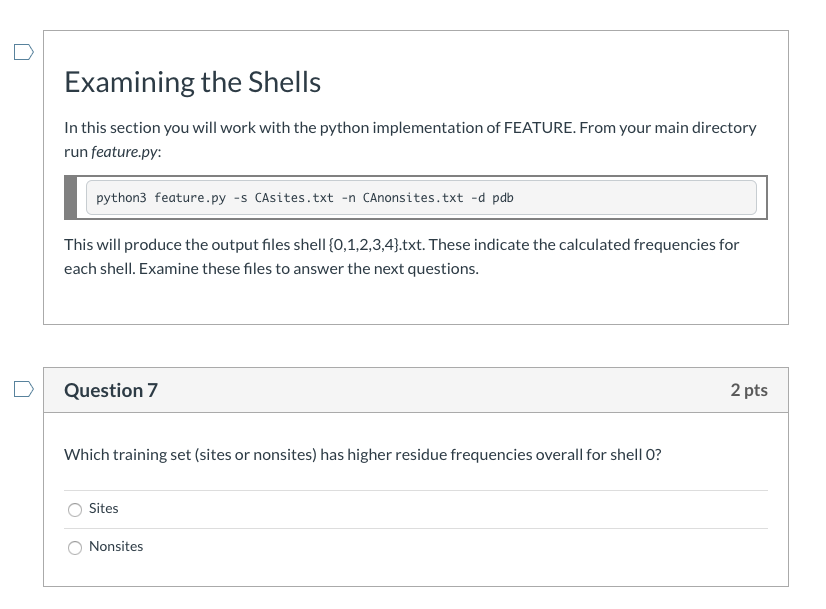 Examining the Shells
In this section you will work with the python implementation of FEATURE. From your main directory
run feature.py:
python3 feature.py -s CAsites.txt -n CAnonsites.txt -d pdb
This will produce the output files shell{0,1,2,3,4}.txt. These indicate the calculated frequencies for
each shell. Examine these files to answer the next questions.
Question 7
2 pts
Which training set (sites or nonsites) has higher residue frequencies overall for shell 0?
Sites
Nonsites